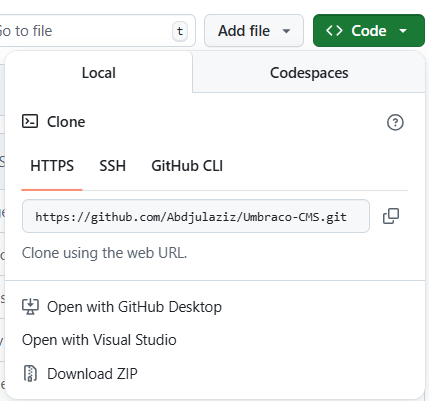 Go to file
t
Add file
Code
Local
Codespaces
Clone
HTTPS
SSH
GitHub CLI
https://github.com/Abdjulaziz/Umbraco-CMS.git
Clone using the web URL.
Open with GitHub Desktop
Open with Visual Studio
Download ZIP